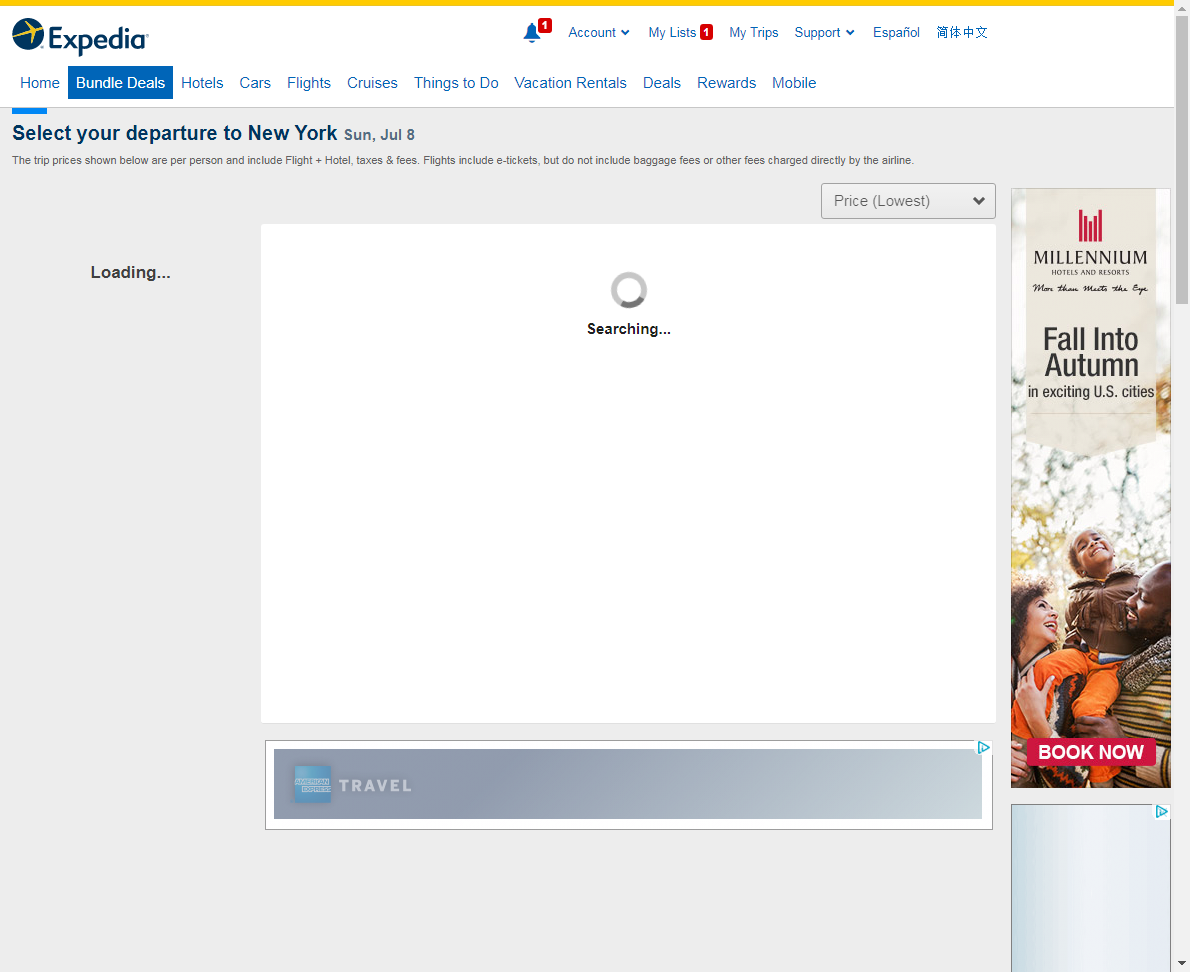 Expedia
1
Account
My Lists 1
My Trips
Support
Español
简体中文
Home
Bundle Deals
Hotels
Cars
Flights
Cruises
Things to Do
Vacation Rentals
Deals
Rewards
Mobile
Select your departure to New York Sun, Jul 8
The trip prices shown below are per person and include Flight + Hotel, taxes & fees. Flights include e-tickets, but do not include baggage fees or other fees charged directly by the airline.
Price (Lowest)
Loading...
Searching...
MILLENNIUM
HOTELS AND RESORTS
More than Meets the Eye
Fall Into
Autumn
in exciting U.S. cities
BOOK NOW
AMERICAN
EXPRESS
TRAVEL